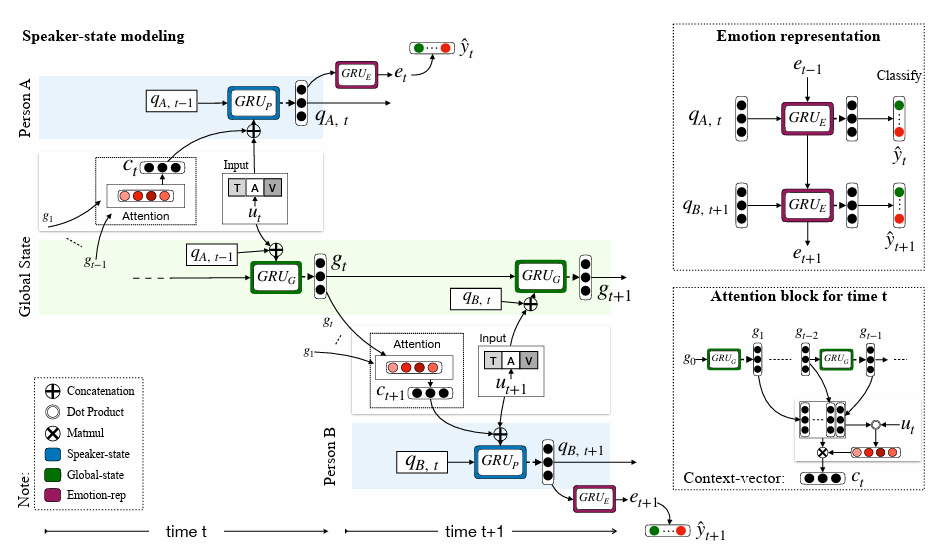 Speaker-state modeling
Person A
q_{A, t-1}
GRU_P
q_{A, t}
GRU_E
e_t
ŷ_t
c_t
Attention
g_1
g_{t-1}
Input
T A V
u_t
Global State
q_{A, t-1}
GRU_G
g_t
q_{B, t}
GRU_G
g_{t+1}
g_t
g_1
Attention
c_{t+1}
Input
T A V
u_{t+1}
Person B
q_{B, t}
GRU_P
q_{B, t+1}
GRU_E
e_{t+1}
ŷ_{t+1}
Note:
Concatenation
Dot Product
Matmul
Speaker-state
Global-state
Emotion-rep
time t
time t+1
Emotion representation
e_{t-1}
Classify
q_{A, t}
GRU_E
ŷ_t
q_{B, t+1}
GRU_E
ŷ_{t+1}
e_{t+1}
Attention block for time t
g_1
g_{t-2}
g_{t-1}
g_0
GRU_G
GRU_G
u_t
Context-vector:
c_t